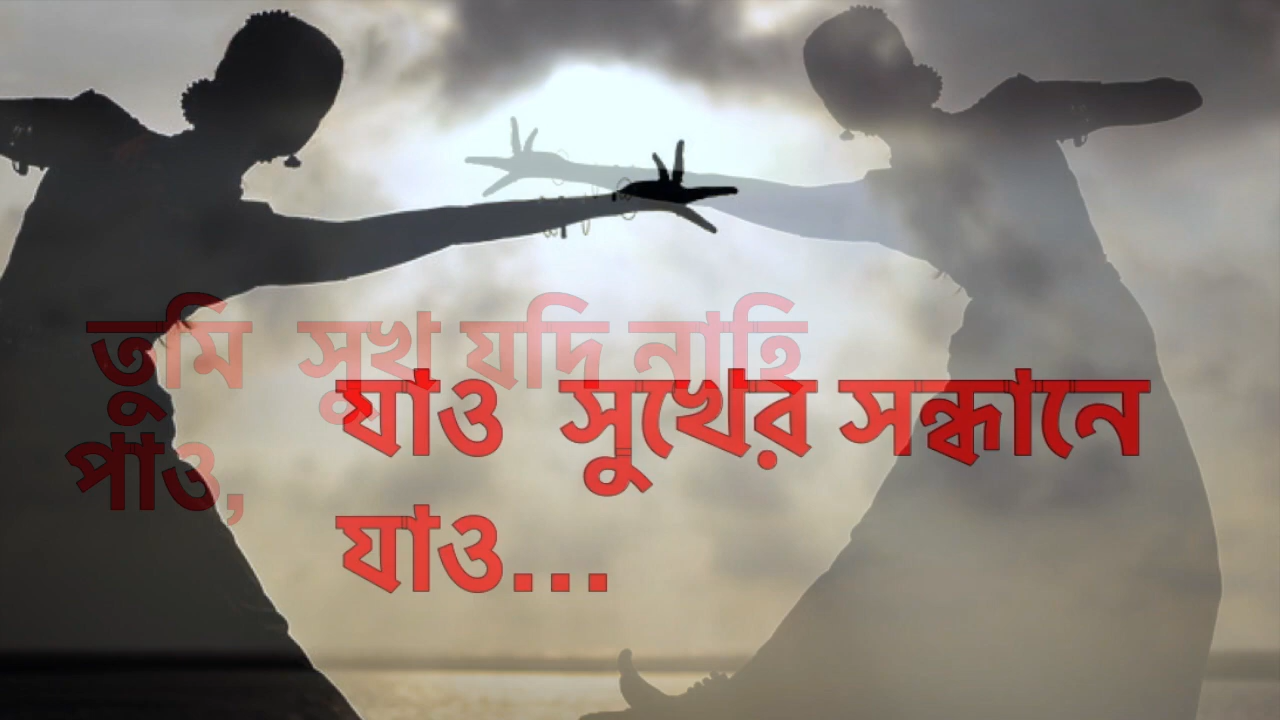 তুমি সুখ যদি নাহি
পাও,
যাও সুখের সন্ধানে
যাও...